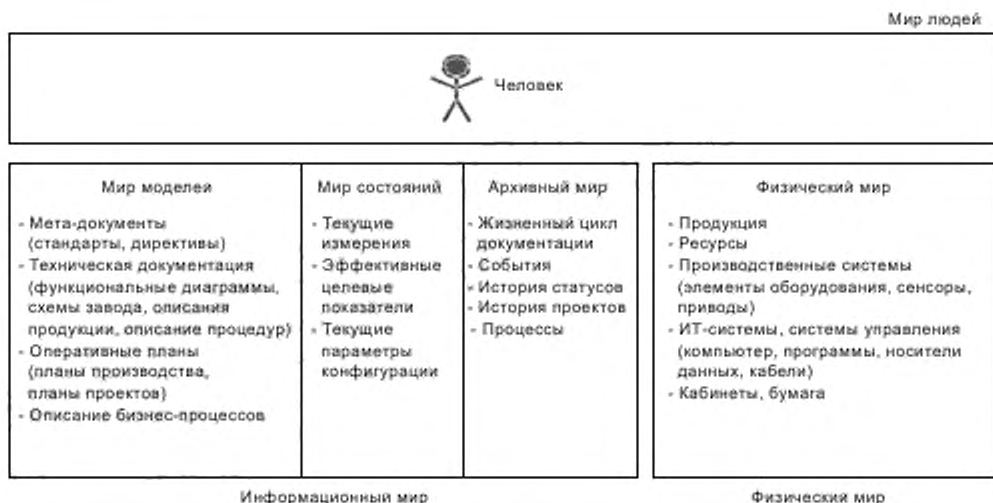 Мир людей
Человек
Мир моделей
- Мета-документы
(стандарты, директивы)
- Техническая документация
(функциональные диаграммы,
схемы завода, описания
продукции, описание процедур)
- Оперативные планы
(планы производства,
планы проектов)
- Описание бизнес-процессов
Мир состояний
- Текущие
измерения
- Эффективные
целевые
показатели
- Текущие
параметры
конфигурации
Архивный мир
- Жизненный цикл
документации
- События
- История статусов
- История проектов
- Процессы
Физический мир
- Продукция
- Ресурсы
- Производственные системы
(элементы оборудования, сенсоры,
приводы)
- ИТ-системы, системы управления
(компьютер, программы, носители
данных, кабели)
- Кабинеты, бумага
Информационный мир
Физический мир